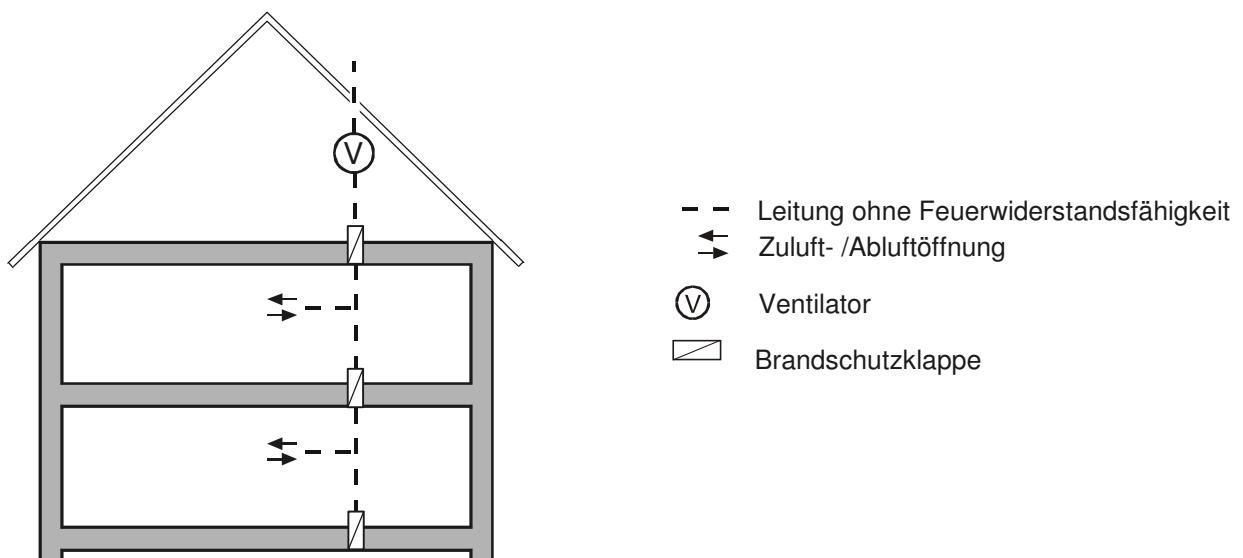 V
Leitung ohne Feuerwiderstandsfähigkeit
Zuluft- /Abluftöffnung
V Ventilator
Brandschutzklappe